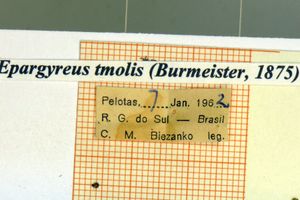 Epargyreus tmolis (Burmeister, 1875)
Pelotas, 7 Jan. 1962
R. G. do Sul — Brasil
C. M. Biezanko leg.